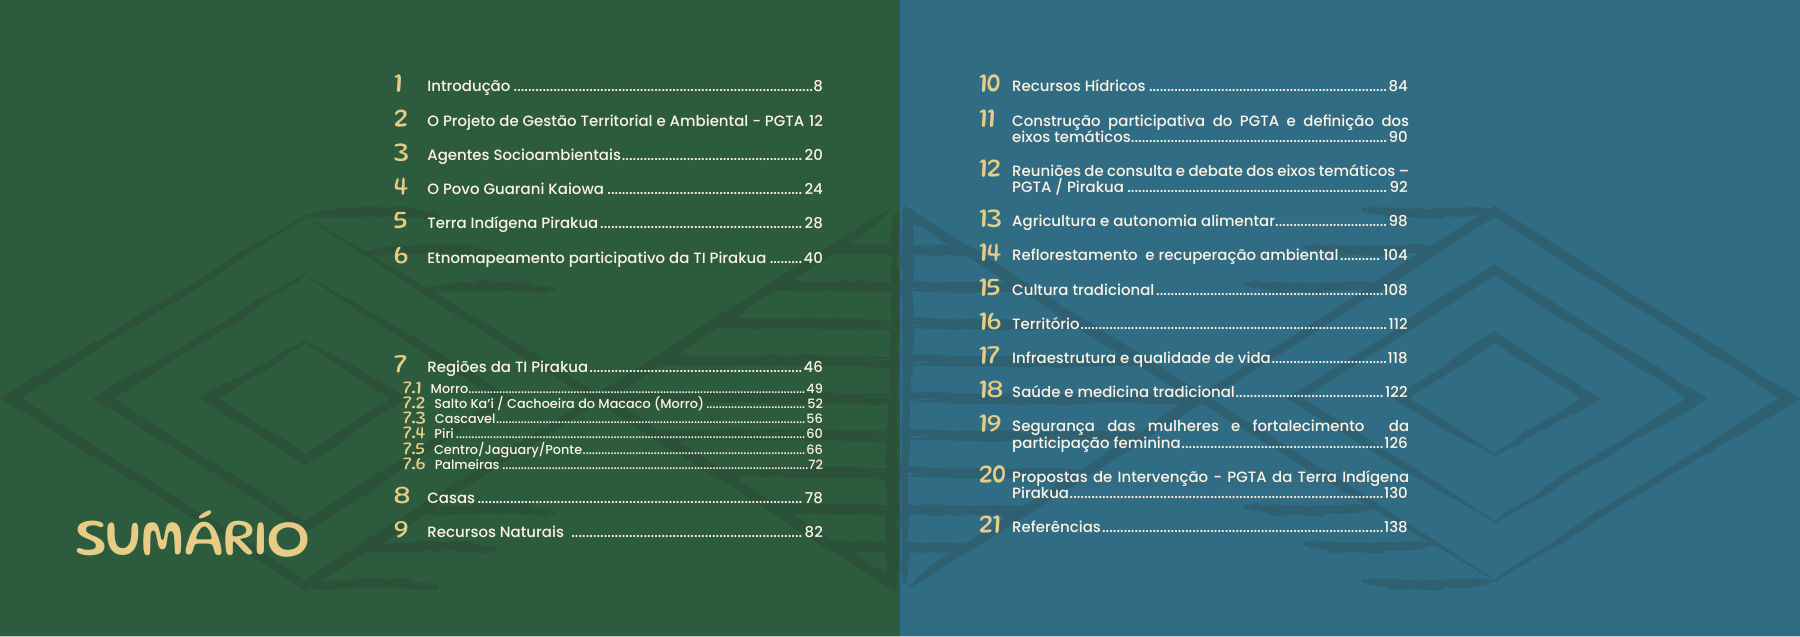 SUMÁRIO
1 Introdução ..................................................................................8
2 O Projeto de Gestão Territorial e Ambiental - PGTA 12
3 Agentes Socioambientais.................................................. 20
4 O Povo Guarani Kaiowa ...................................................... 24
5 Terra Indígena Pirakua......................................................... 28
6 Etnomapeamento participativo da TI Pirakua .........40
7 Regiões da TI Pirakua........................................................... 46
7.1 Morro.............................................................................................................. 49
7.2 Salto Ka'í / Cachoeira do Macaco (Morro) ................................ 52
7.3 Cascavel...................................................................................................... 56
7.4 Piri .................................................................................................................. 60
7.5 Centro/Jaguary/Ponte........................................................................ 66
7.6 Palmeiras ....................................................................................................72
8 Casas .......................................................................................... 78
9 Recursos Naturais ................................................................ 82
10 Recursos Hídricos .................................................................. 84
11 Construção participativa do PGTA e definição dos
eixos temáticos....................................................................... 90
12 Reuniões de consulta e debate dos eixos temáticos –
PGTA / Pirakua ........................................................................ 92
13 Agricultura e autonomia alimentar............................... 98
14 Reflorestamento e recuperação ambiental........... 104
15 Cultura tradicional ...............................................................108
16 Território..................................................................................... 112
17 Infraestrutura e qualidade de vida................................118
18 Saúde e medicina tradicional......................................... 122
19 Segurança das mulheres e fortalecimento da
participação feminina........................................................126
20 Propostas de Intervenção - PGTA da Terra Indígena
Pirakua.......................................................................................130
21 Referências..............................................................................138